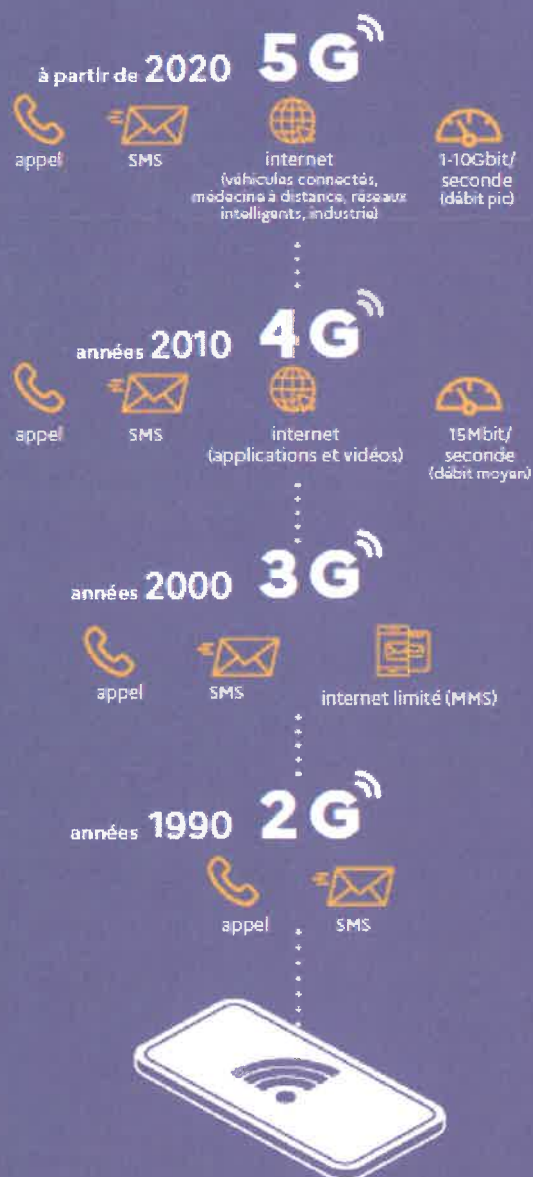 à partir de 2020 5G
appel
SMS
internet
(véhicules connectés,
médecine à distance, réseaux
intelligents, industrie)
1-10Gbit/
seconde
(débit pic)
années 2010 4G
appel
SMS
internet
(applications et vidéos)
15Mbit/
seconde
(débit moyen)
années 2000 3G
appel
SMS
internet limité (MMS)
années 1990 2G
appel
SMS